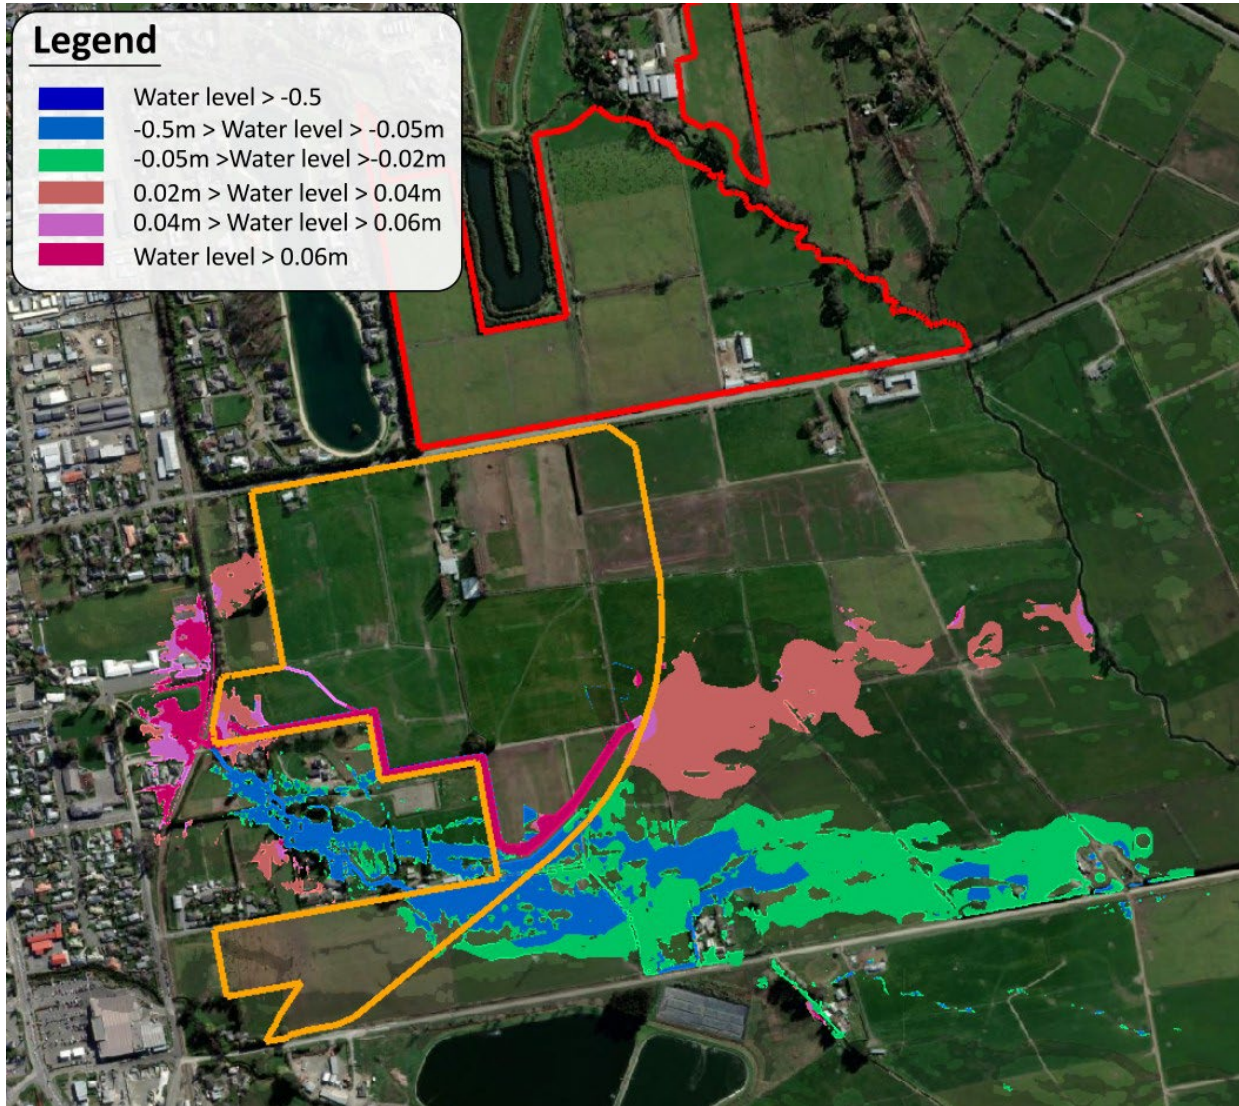 Legend
Water level > -0.5
-0.5m > Water level > -0.05m
-0.05m >Water level >-0.02m
0.02m > Water level > 0.04m
0.04m > Water level > 0.06m
Water level > 0.06m